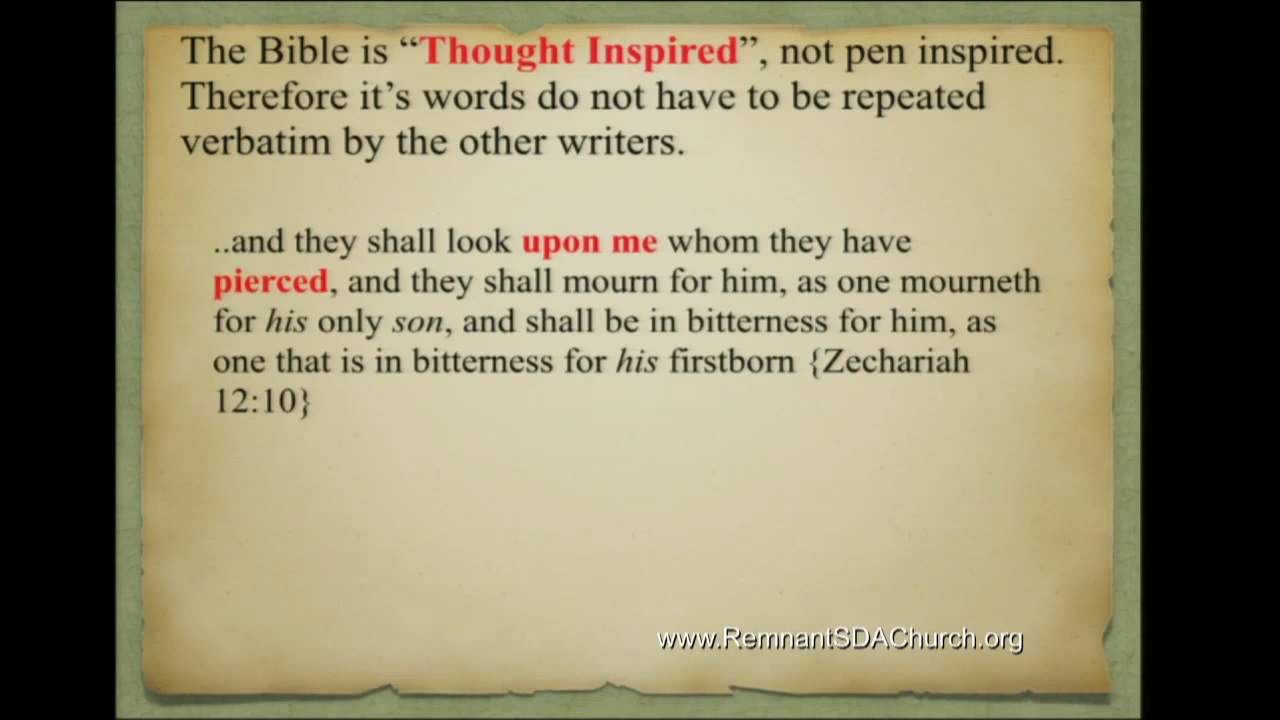 The Bible is “Thought Inspired”, not pen inspired.
Therefore it’s words do not have to be repeated
verbatim by the other writers.
..and they shall look upon me whom they have
pierced, and they shall mourn for him, as one mourneth
for his only son, and shall be in bitterness for him, as
one that is in bitterness for his firstborn {Zechariah
12:10}
www.RemnantSDAChurch.org